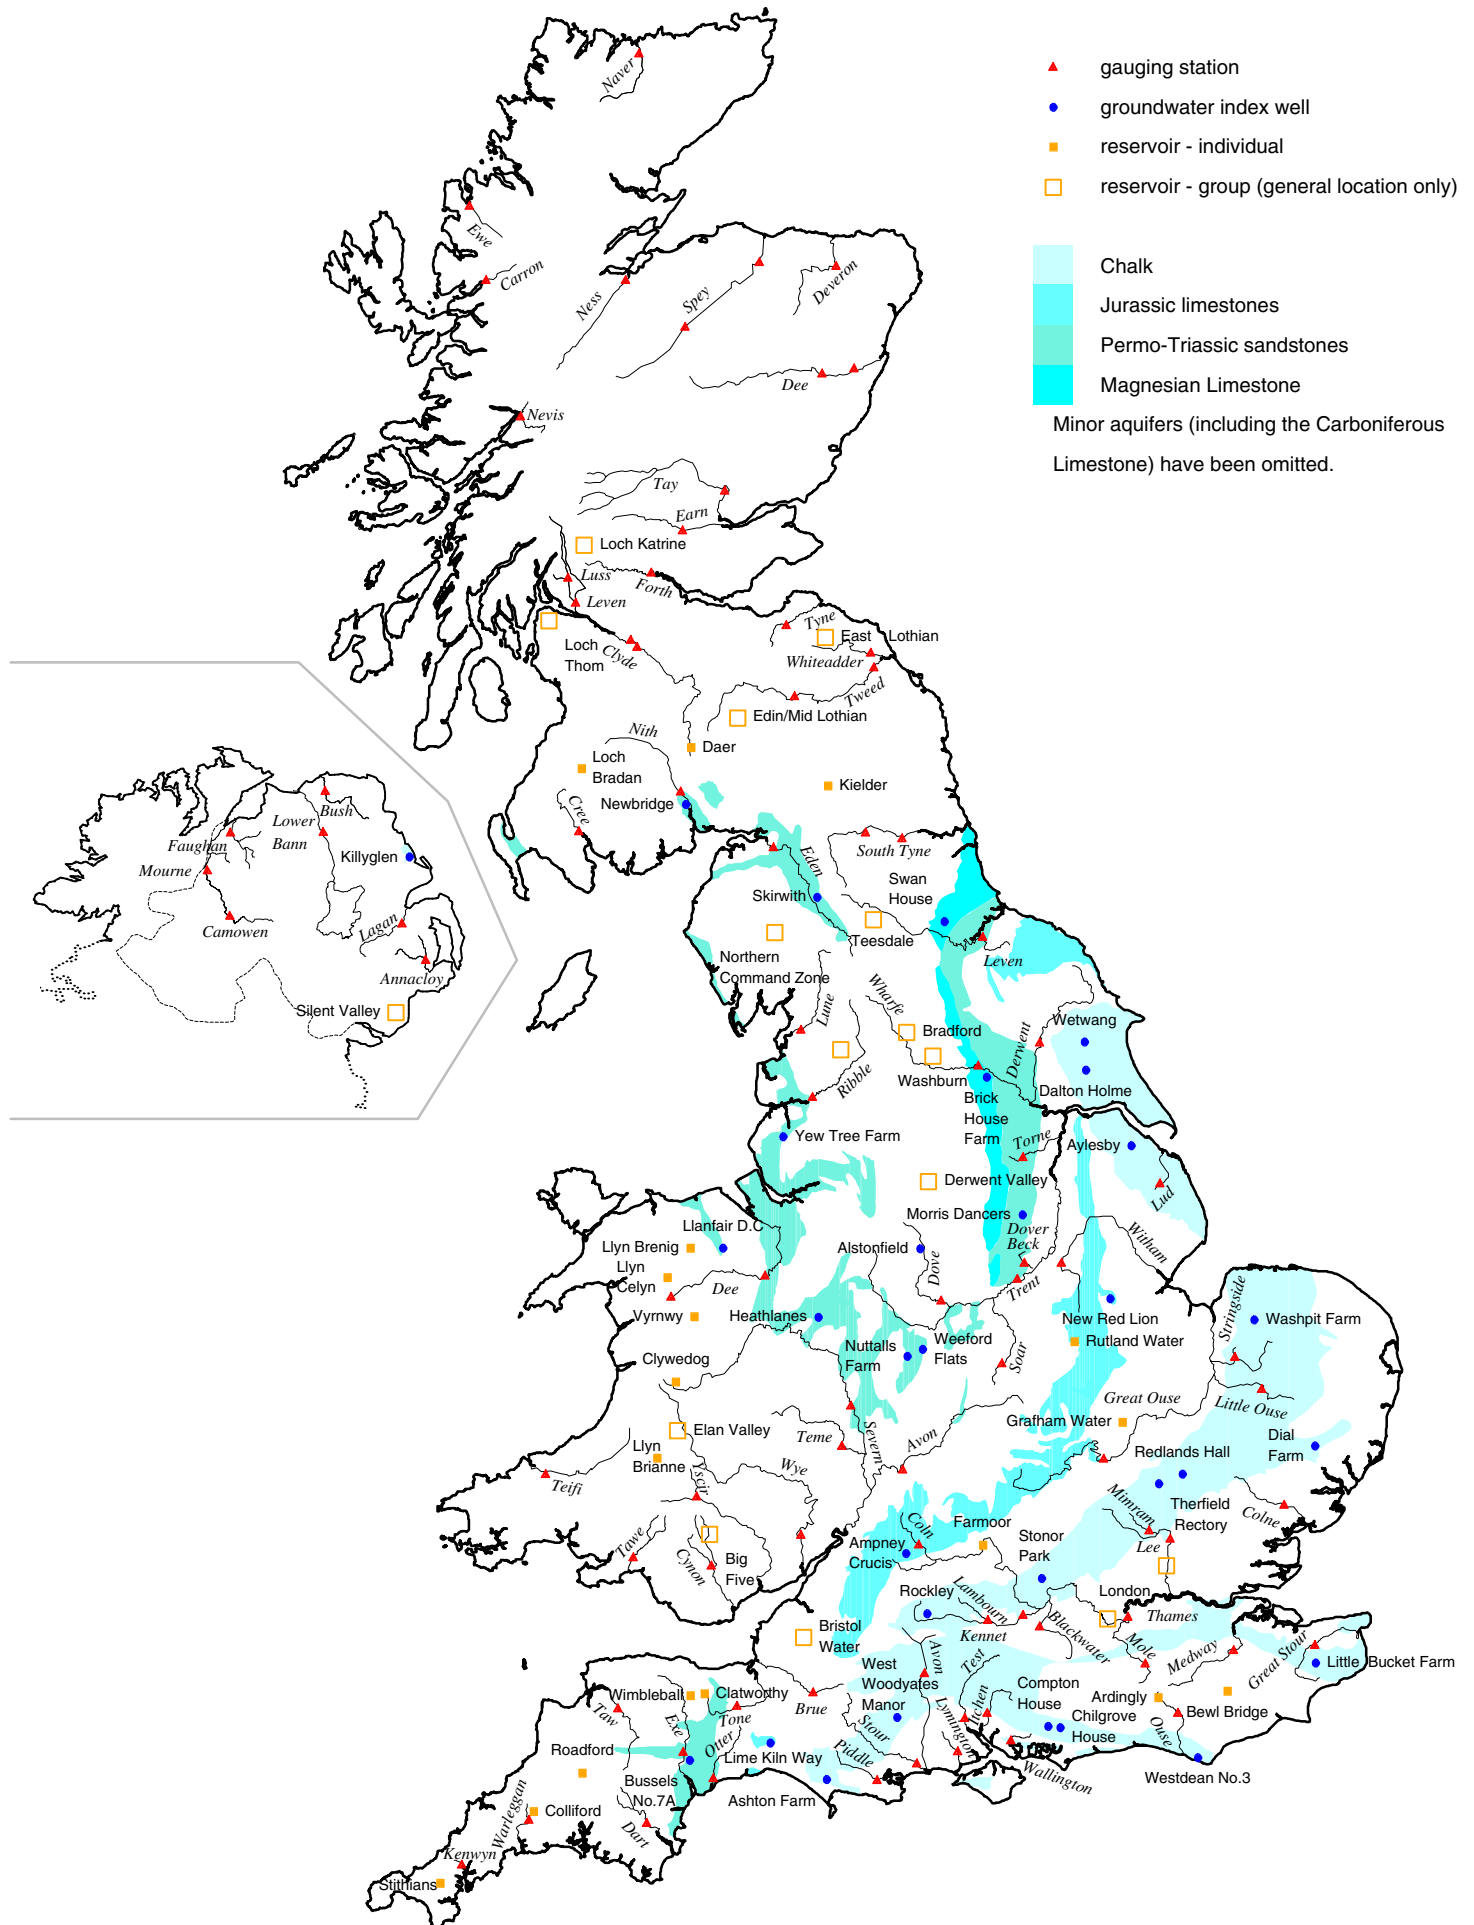 gauging station
groundwater index well
reservoir - individual
reservoir - group (general location only)
Chalk
Jurassic limestones
Permo-Triassic sandstones
Magnesian Limestone
Minor aquifers (including the Carboniferous
Limestone) have been omitted.
Naver
Ewe
Carron
Ness
Spey
Deveron
Dee
Nevis
Tay
Earn
Loch Katrine
Luss
Forth
Leven
Loch
Thom
Clyde
Tyne
East Lothian
Whiteadder
Tweed
Edin/Mid Lothian
Nith
Daer
Loch
Bradan
Kielder
Newbridge
Cree
Bush
Lower
Bann
Faughan
Killyglen
Mourne
Camowen
Lagan
Annacloy
Silent Valley
South Tyne
Eden
Swan
House
Skirwith
Teesdale
Leven
Northern
Command Zone
Lune
Wharfe
Bradford
Washburn
Derwent
Wetwang
Dalton Holme
Ribble
Brick
House
Farm
Yew Tree Farm
Torne
Aylesby
Lud
Derwent Valley
Morris Dancers
Dover
Beck
Witham
Llanfair D.C
Llyn Brenig
Llyn
Celyn
Alstonfield
Dove
Dee
Trent
Vyrnwy
Heathlanes
New Red Lion
Rutland Water
Stringside
Washpit Farm
Nuttalls
Farm
Weeford
Flats
Soar
Clywedog
Great Ouse
Little Ouse
Grafham Water
Elan Valley
Teme
Severn
Avon
Dial
Farm
Llyn
Brianne
Yscir
Wye
Redlands Hall
Teifi
Mimram
Therfield
Rectory
Colne
Lee
Tawe
Cynon
Big
Five
Coln
Farmoor
Stonor
Park
Ampney
Crucis
Rockley
Lambourn
London
Thames
Kennet
Blackwater
Mole
Medway
Great Stour
Little Bucket Farm
Bristol
Water
Avon
Test
West
Woodyates
Manor
Compton
House
Itchen
Ardingly
Chilgrove
House
Bewl Bridge
Wimbleball
Clatworthy
Brue
Taw
Exe
Tone
Otter
Stour
Lymington
Ouse
Roadford
Lime Kiln Way
Piddle
Wallington
Westdean No.3
Bussels
No.7A
Ashton Farm
Warleggan
Colliford
Dart
Kenwyn
Stithians